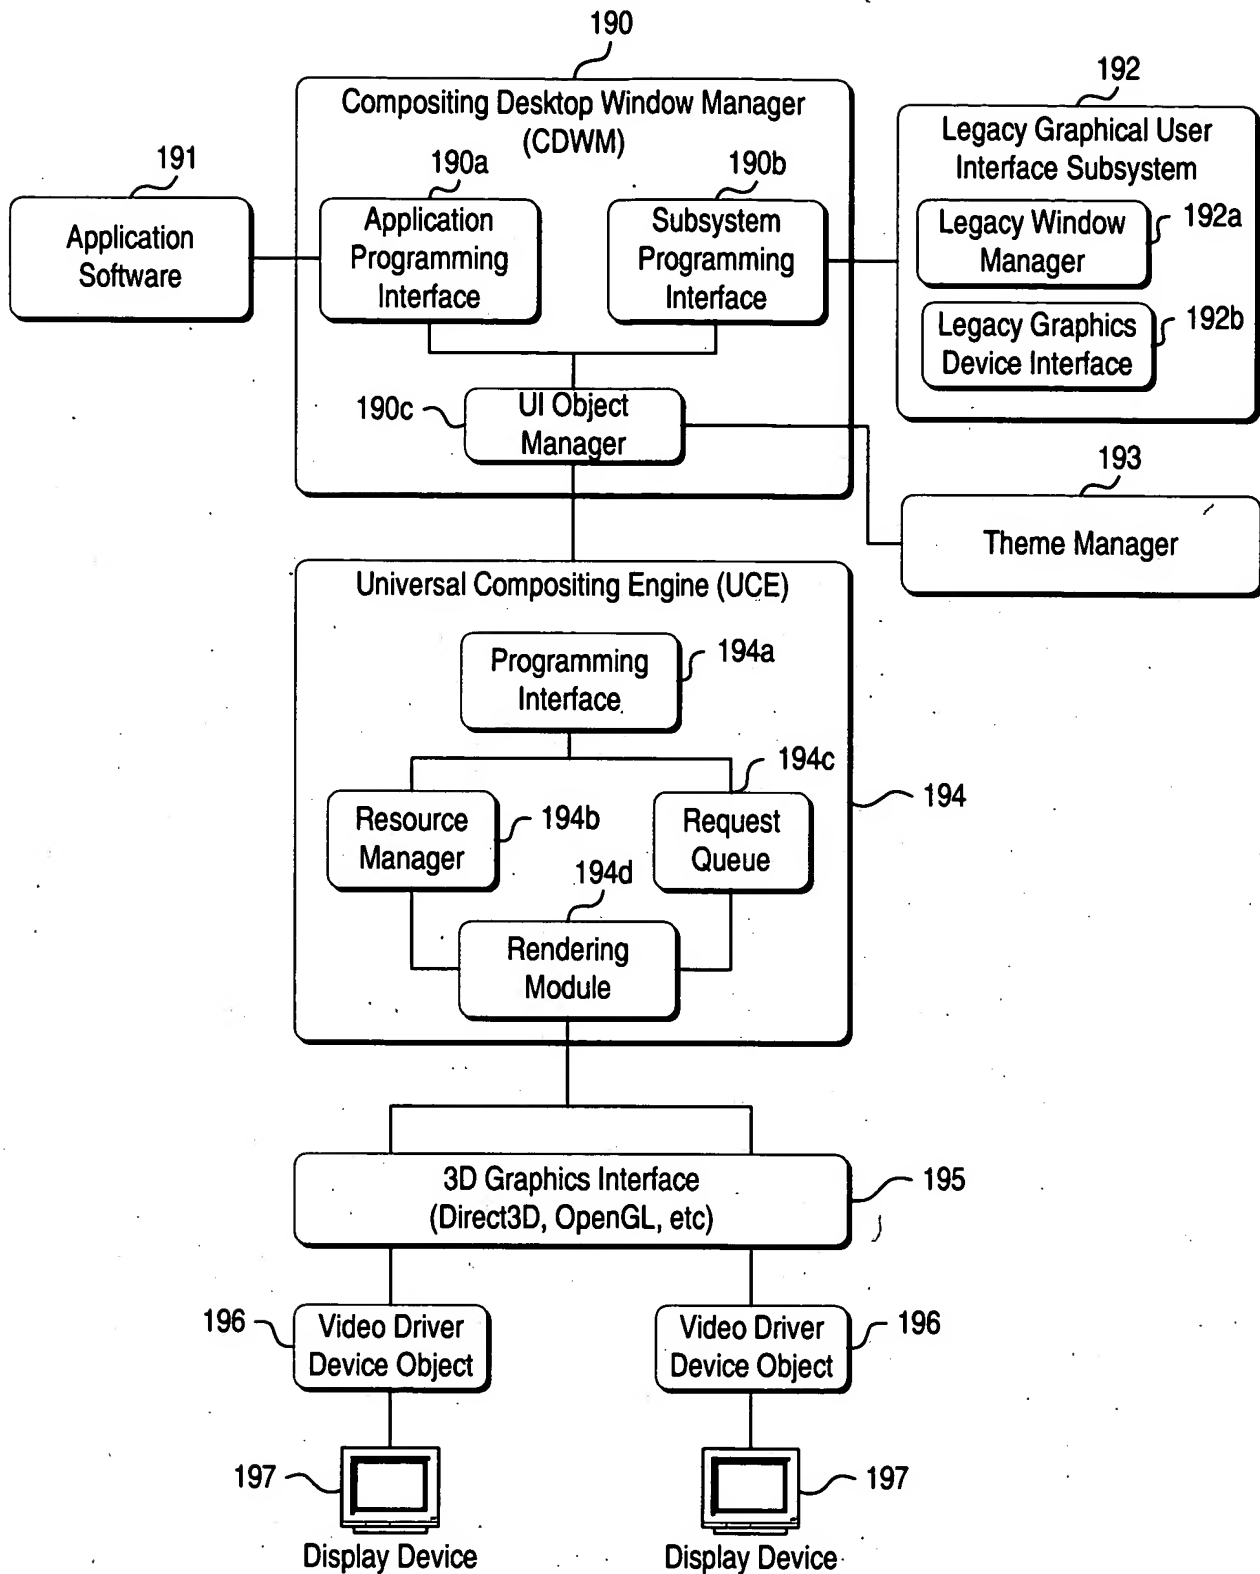 190
Compositing Desktop Window Manager
(CDWM)
192
Legacy Graphical User
Interface Subsystem
191
190a
190b
Application
Software
Application
Programming
Interface
Subsystem
Programming
Interface
Legacy Window
Manager
192a
Legacy Graphics
Device Interface
192b
190c
UI Object
Manager
193
Theme Manager
Universal Compositing Engine (UCE)
Programming
Interface
194a
194c
Resource
Manager
194b
Request
Queue
194
194d
Rendering
Module
3D Graphics Interface
(Direct3D, OpenGL, etc)
195
196
Video Driver
Device Object
Video Driver
Device Object
196
197
197
Display Device
Display Device